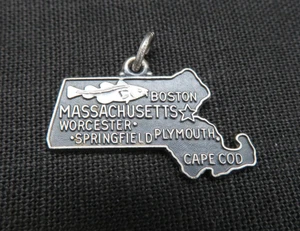 BOSTON
MASSACHUSETTS
WORCESTER
SPRINGFIELD PLYMOUTH
CAPE COD